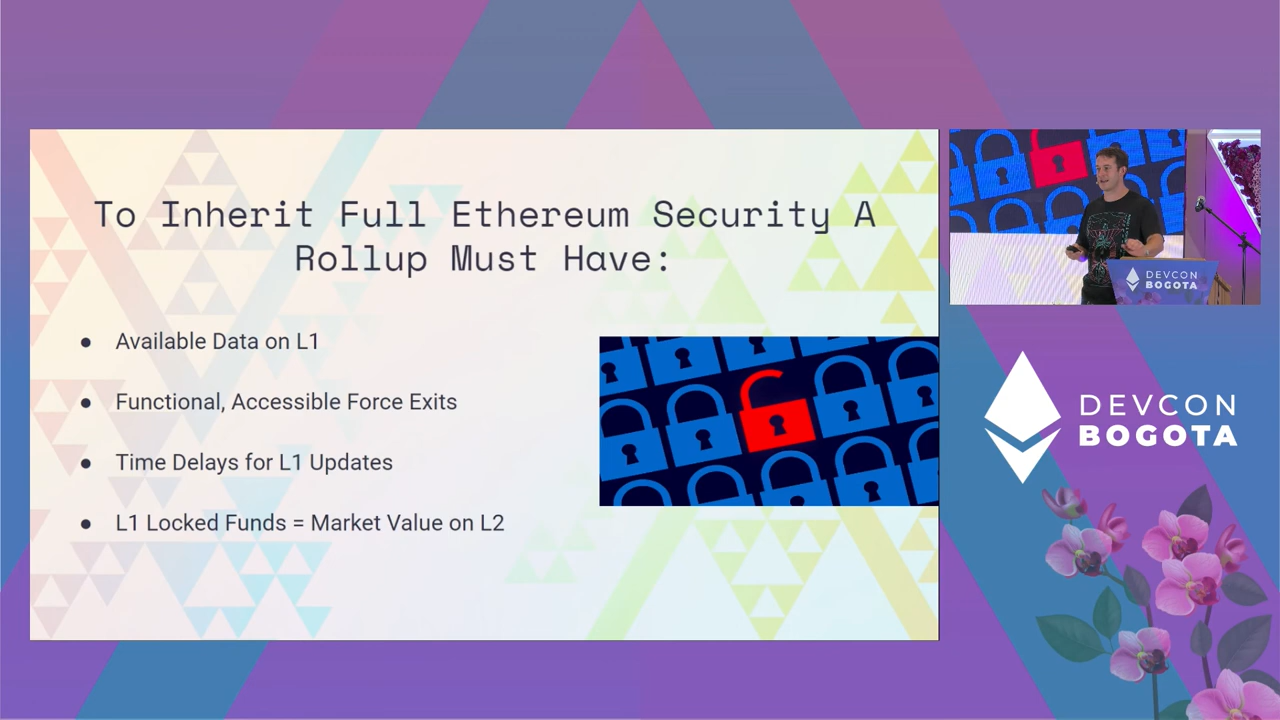 To Inherit Full Ethereum Security A
Rollup Must Have:
● Available Data on L1
● Functional, Accessible Force Exits
● Time Delays for L1 Updates
● L1 Locked Funds = Market Value on L2
DEVCON
BOGOTA
DEVCON
BOGOTA